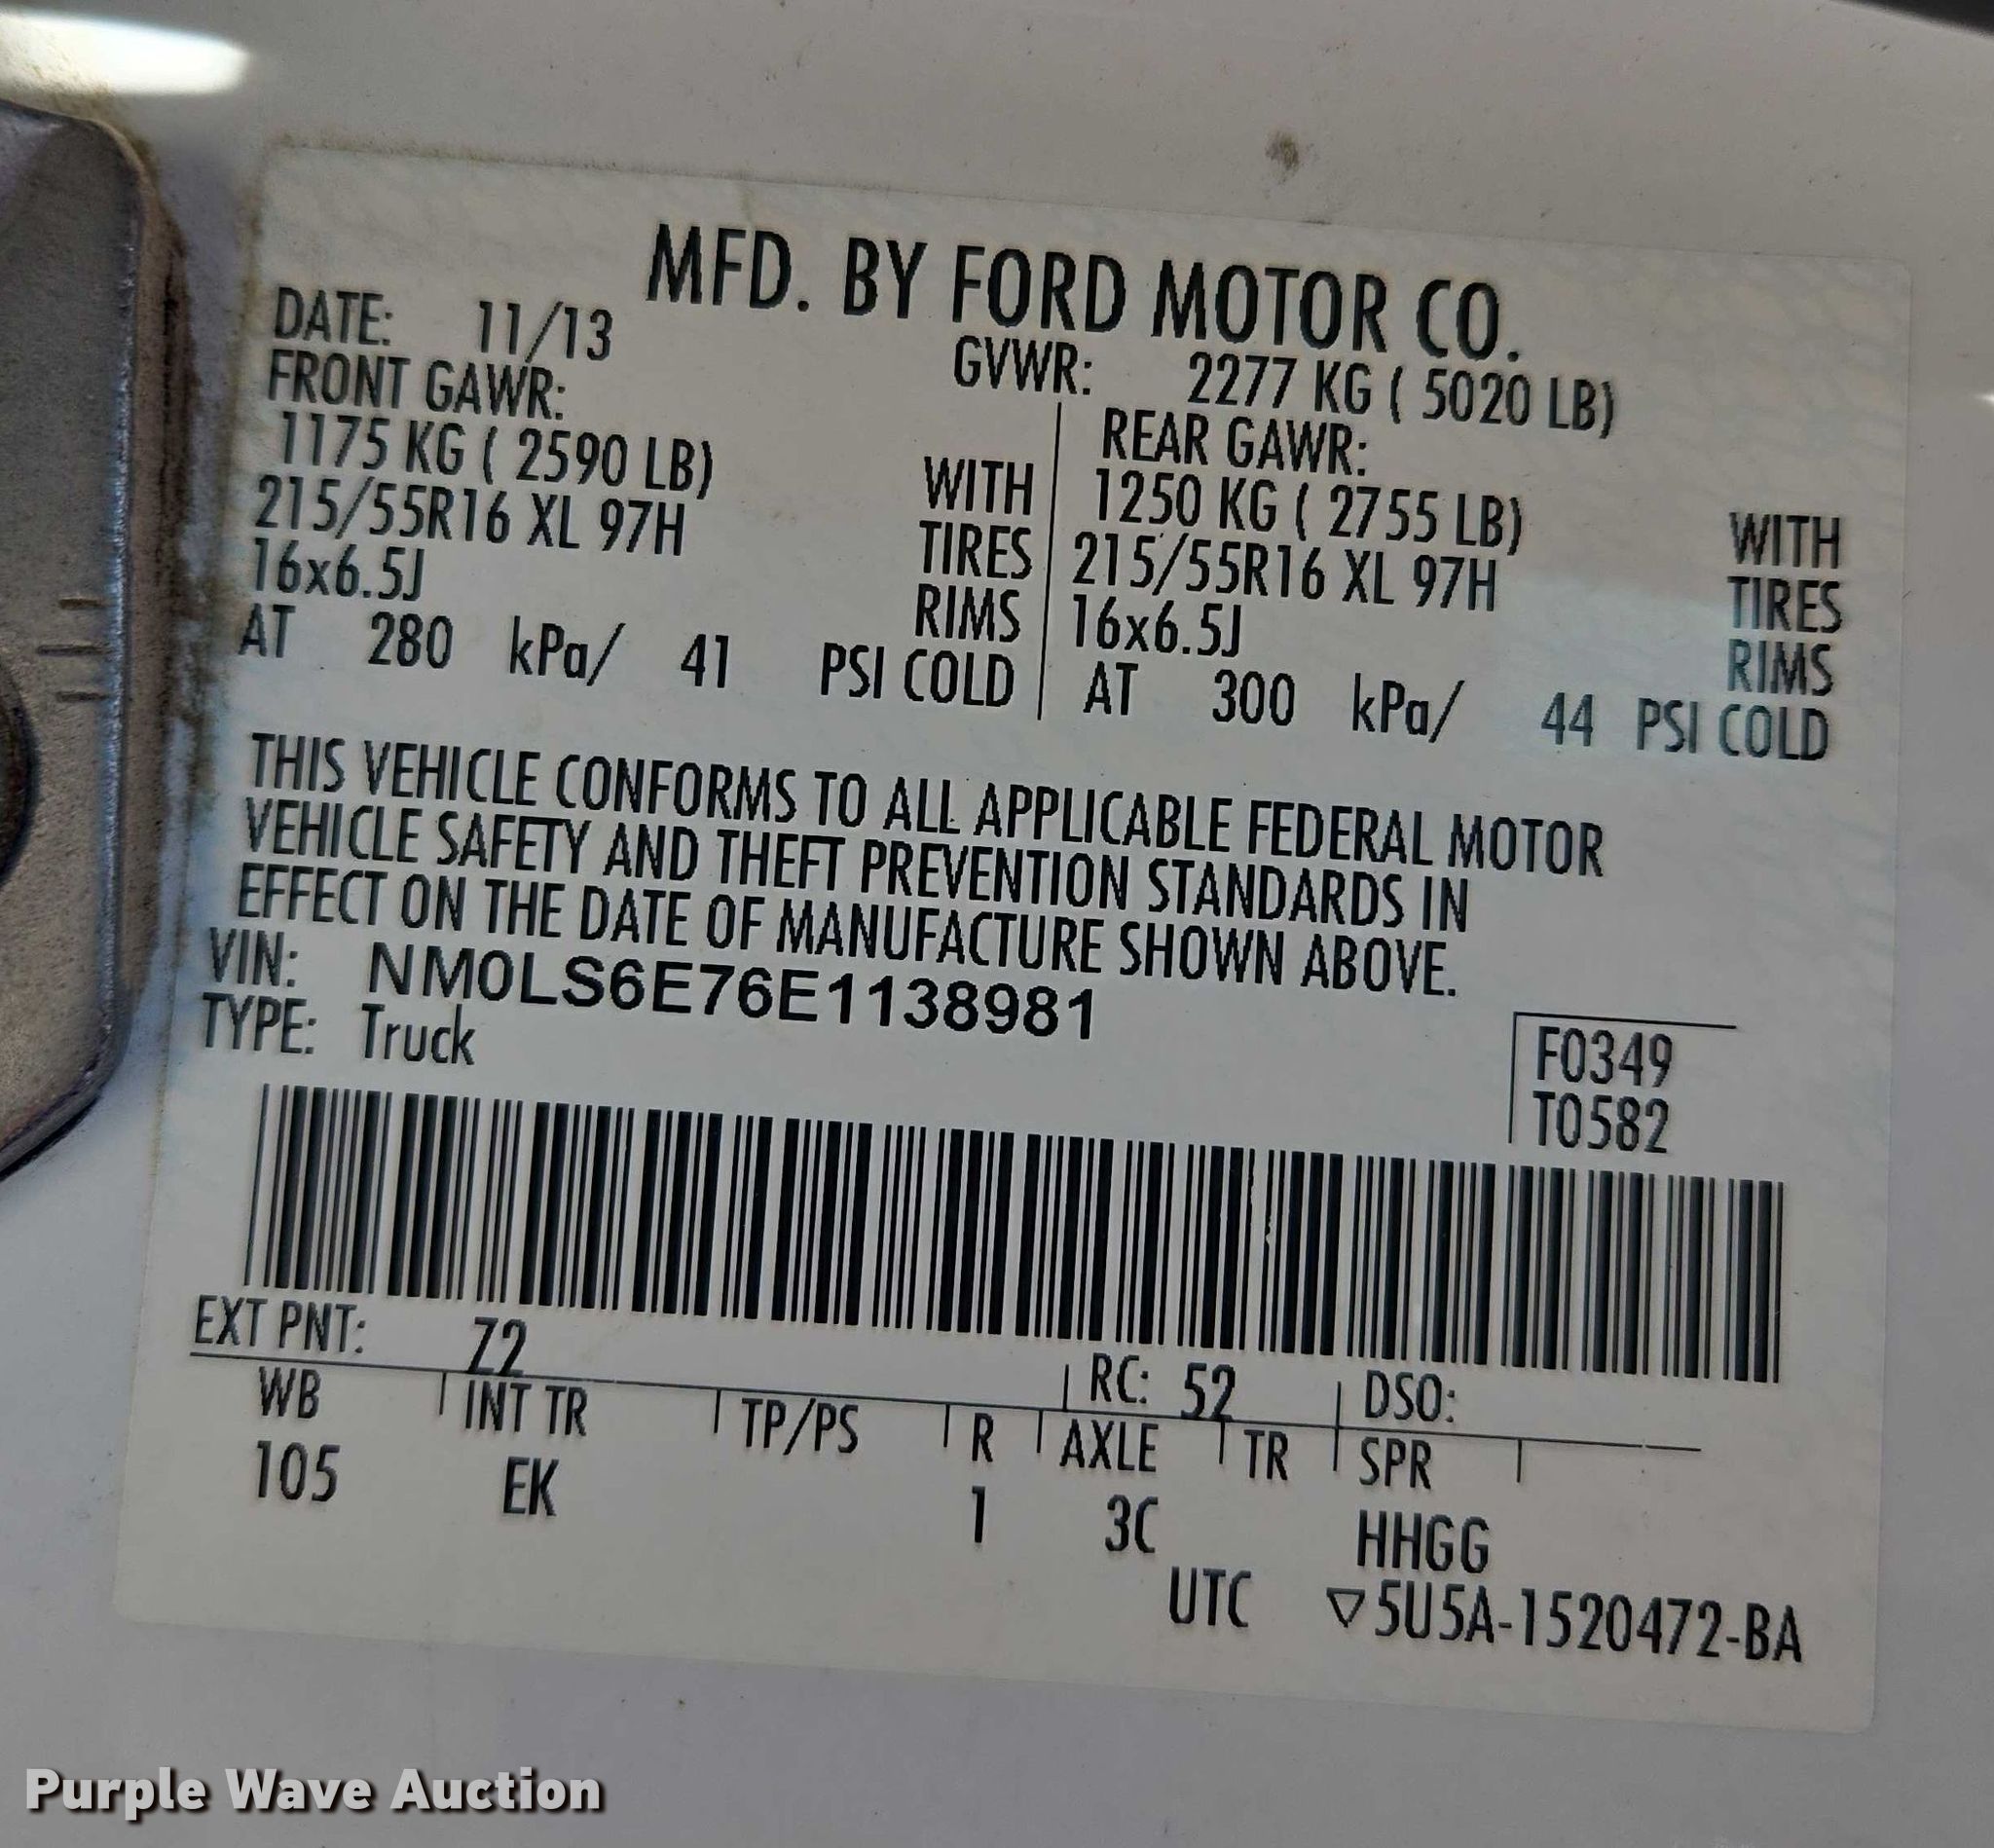 MFD. BY FORD MOTOR CO.
DATE: 11/13
GVWR: 2277 KG ( 5020 LB)
FRONT GAWR:
1175 KG ( 2590 LB) WITH
215/55R16 XL 97H TIRES
16x6.5J RIMS
AT 280 kPa/ 41 PSI COLD
REAR GAWR:
1250 KG ( 2755 LB) WITH
215/55R16 XL 97H TIRES
16x6.5J RIMS
AT 300 kPa/ 44 PSI COLD
THIS VEHICLE CONFORMS TO ALL APPLICABLE FEDERAL MOTOR
VEHICLE SAFETY AND THEFT PREVENTION STANDARDS IN
EFFECT ON THE DATE OF MANUFACTURE SHOWN ABOVE.
VIN: NM0LS6E76E1138981
TYPE: Truck
F0349
T0582
EXT PNT: Z2 RC: 52 DSO:
WB INT TR TP/PS R AXLE TR SPR
105 EK 1 3C HHGG
UTC ▽5U5A-1520472-BA
Purple Wave Auction